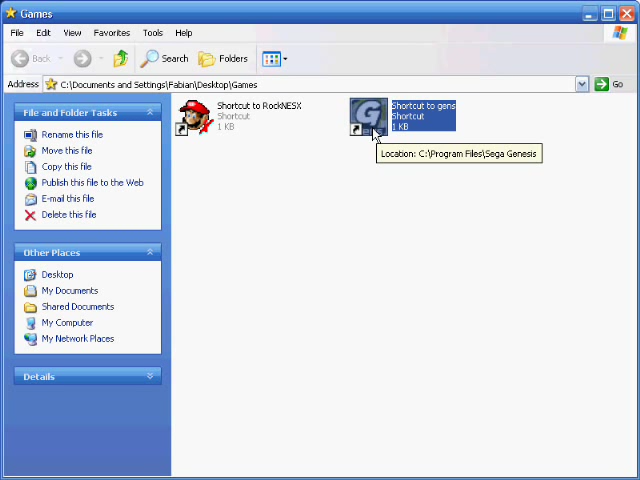 Games
File Edit View Favorites Tools Help
Back Search Folders
Address C:\Documents and Settings\Fabian\Desktop\Games Go
File and Folder Tasks
Rename this file
Move this file
Copy this file
Publish this file to the Web
E-mail this file
Delete this file
Other Places
Desktop
My Documents
Shared Documents
My Computer
My Network Places
Details
Shortcut to RockNESX
Shortcut
1 KB
G
Shortcut to gens
Shortcut
1 KB
Location: C:\Program Files\Sega Genesis